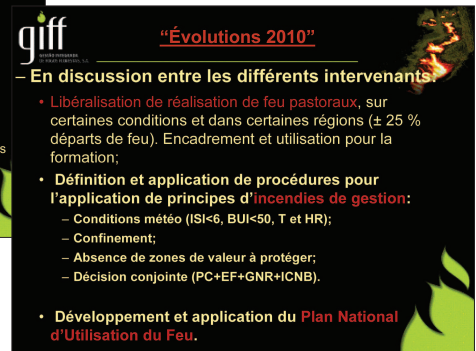 giff
"Évolutions 2010"
– En discussion entre les différents intervenants:
• Libéralisation de réalisation de feu pastoraux, sur
certaines conditions et dans certaines régions (± 25 %
départs de feu). Encadrement et utilisation pour la
formation;
s
• Définition et application de procédures pour
l'application de principes d'incendies de gestion:
– Conditions météo (ISI<6, BUI<50, T et HR);
– Confinement;
– Absence de zones de valeur à protéger;
– Décision conjointe (PC+EF+GNR+ICNB).
• Développement et application du Plan National
d'Utilisation du Feu.